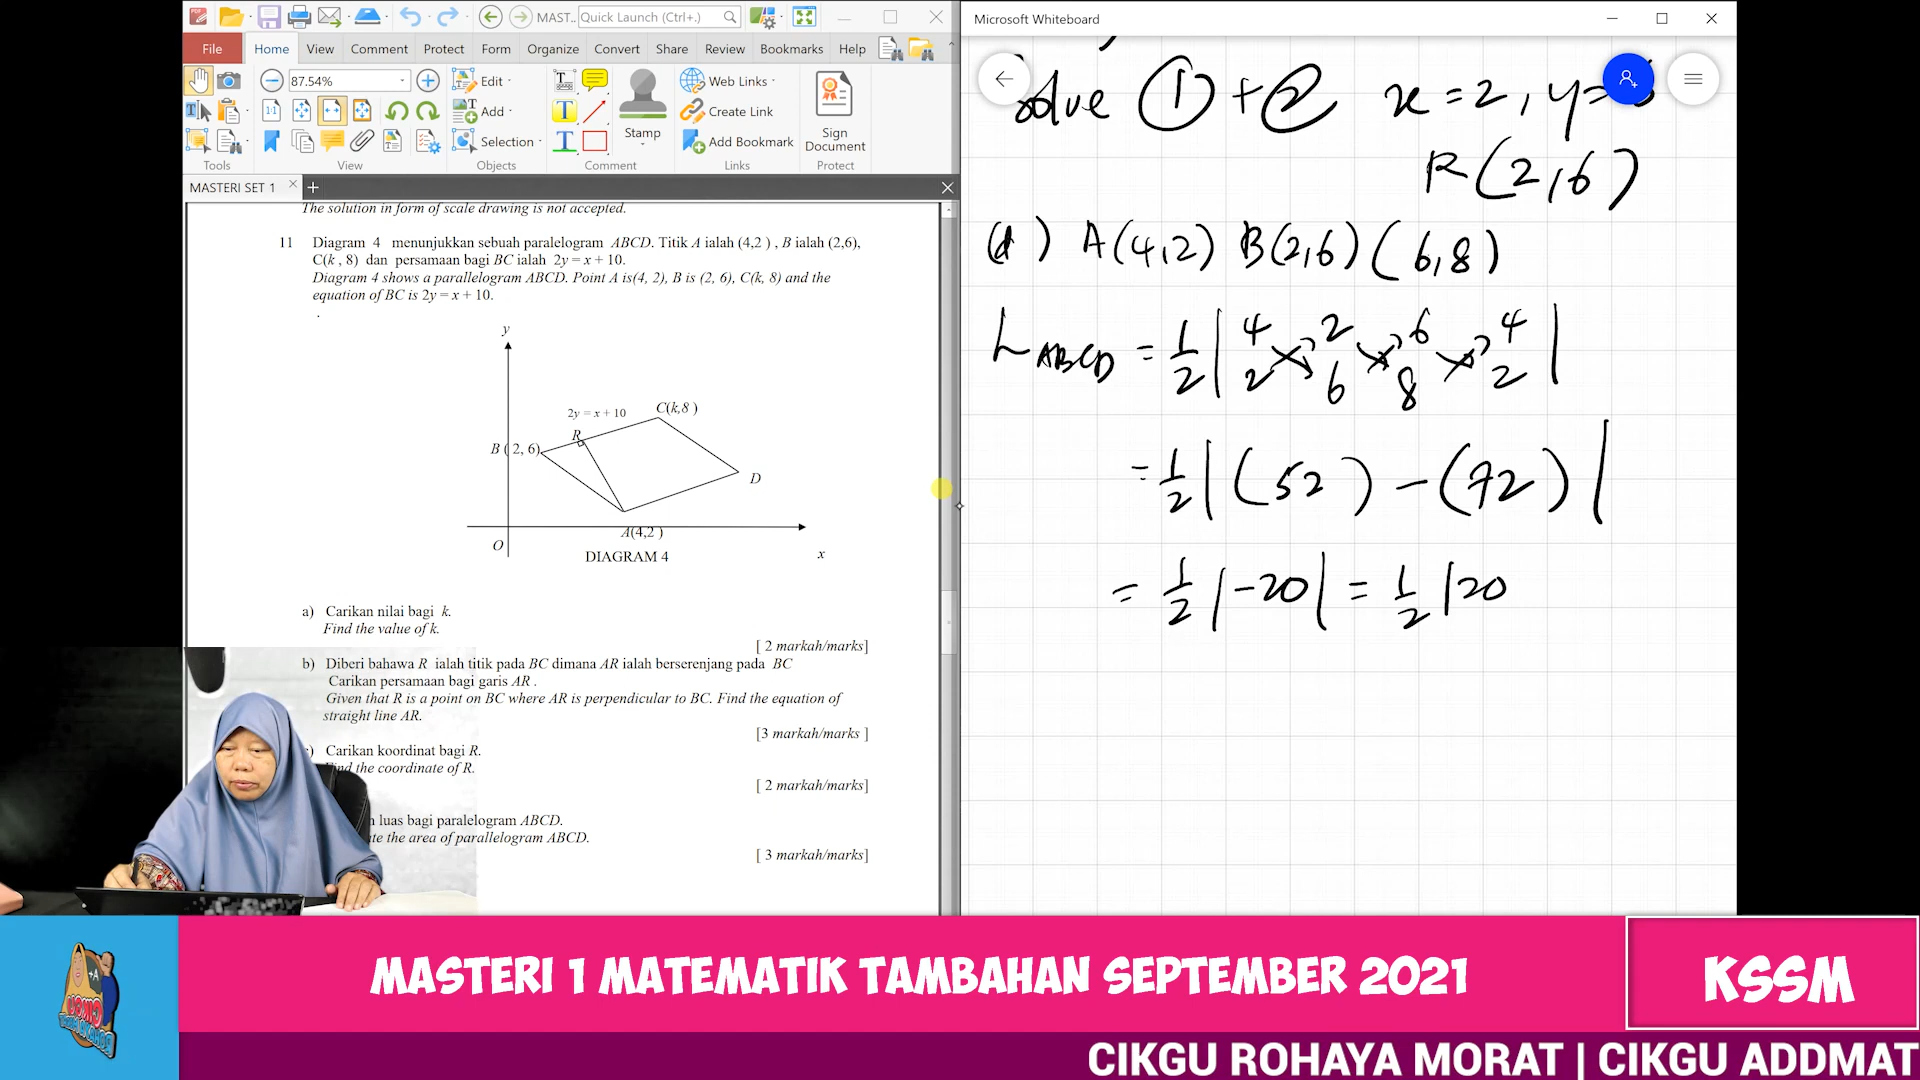 MAST..
Quick Launch (Ctrl+.)
File Home View Comment Protect Form Organize Convert Share Review Bookmarks Help
87.54%
Edit
Add
Selection
Stamp
Web Links
Create Link
Add Bookmark
Sign Document
Tools View Objects Comment Links Protect
MASTERI SET 1
The solution in form of scale drawing is not accepted.
11 Diagram 4 menunjukkan sebuah paralelogram ABCD. Titik A ialah (4,2 ) , B ialah (2,6),
C(k , 8) dan persamaan bagi BC ialah 2y = x + 10.
Diagram 4 shows a parallelogram ABCD. Point A is(4, 2), B is (2, 6), C(k, 8) and the
equation of BC is 2y = x + 10.
.
y
2y = x + 10
C(k,8 )
R
B ( 2, 6)
D
A(4,2 )
O
x
DIAGRAM 4
a) Carikan nilai bagi k.
Find the value of k.
[ 2 markah/marks]
b) Diberi bahawa R ialah titik pada BC dimana AR ialah berserenjang pada BC
Carikan persamaan bagi garis AR .
Given that R is a point on BC where AR is perpendicular to BC. Find the equation of
straight line AR.
[3 markah/marks ]
) Carikan koordinat bagi R.
ind the coordinate of R.
[ 2 markah/marks]
luas bagi paralelogram ABCD.
ate the area of parallelogram ABCD.
[ 3 markah/marks]
Microsoft Whiteboard
solve ① + ② x = 2 , y =
R (2,6)
(d) A(4,2) B(2,6) (6,8)
L ABCD = 1/2 | 4 2 6 4 |
2 6 8 2
= 1/2 | (52) - (72) |
= 1/2 | -20 | = 1/2 | 20
MASTERI 1 MATEMATIK TAMBAHAN SEPTEMBER 2021
KSSM
CIKGU ROHAYA MORAT | CIKGU ADDMAT